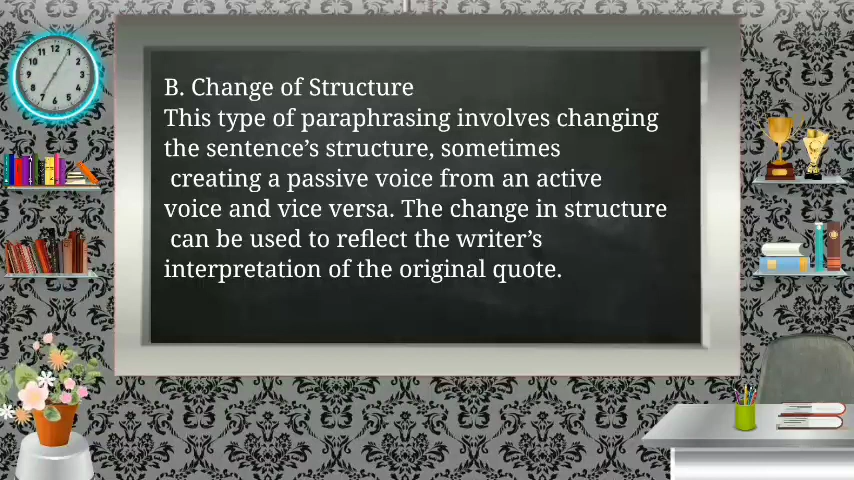 B. Change of Structure
This type of paraphrasing involves changing
the sentence’s structure, sometimes
creating a passive voice from an active
voice and vice versa. The change in structure
can be used to reflect the writer’s
interpretation of the original quote.